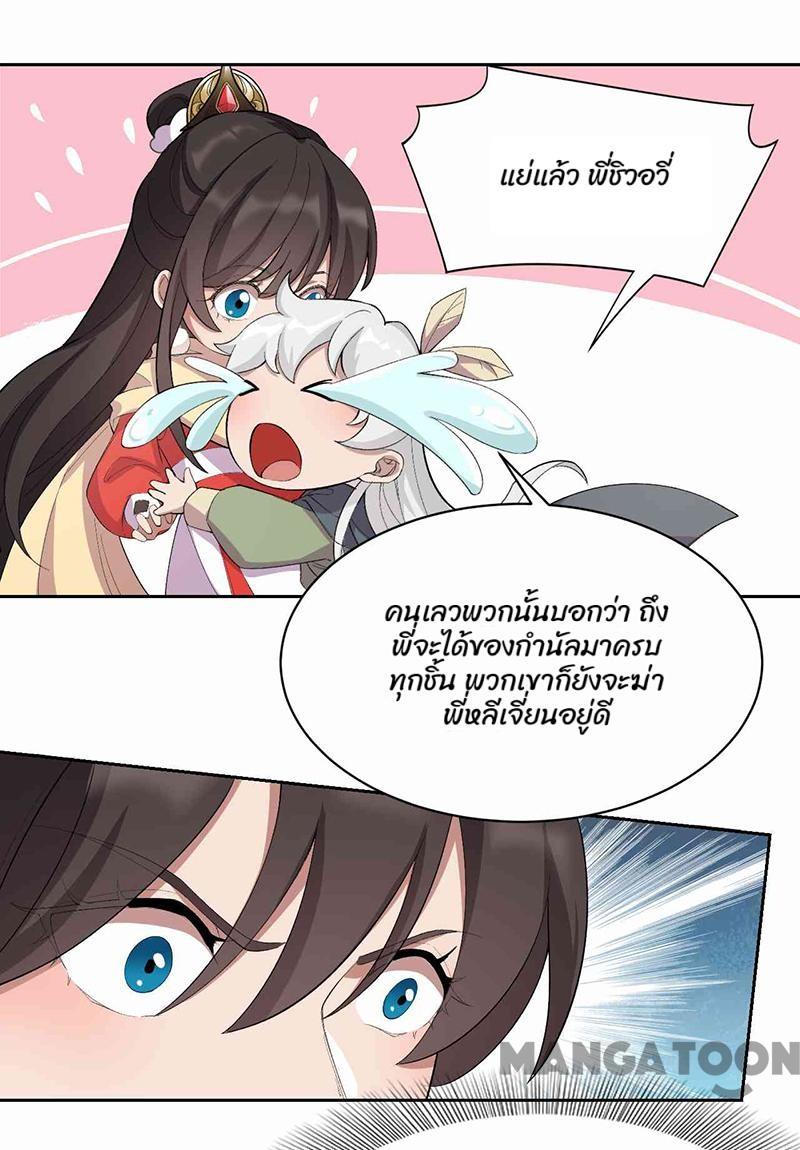 แย่แล้ว พี่ชิวอวี่
คนเลวพวกนั้นบอกว่า ถึง
พี่จะได้ของกำนัลมาครบ
ทุกชิ้น พวกเขาก็ยังจะฆ่า
พี่หลีเจี่ยนอยู่ดี
MANGATOON